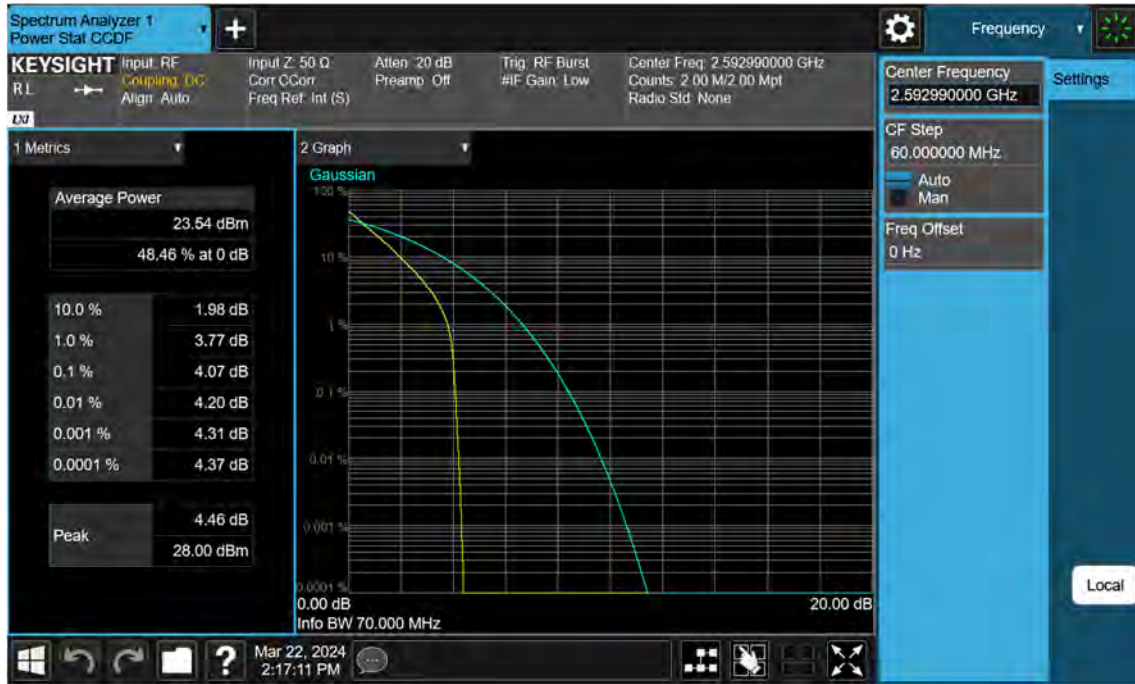 Spectrum Analyzer 1
Power Stat CCDF
Frequency
KEYSIGHT
Input: RF
Input Z: 50 Ω
Atten: 20 dB
Trig: RF Burst
Center Freq: 2.592990000 GHz
RL
Coupling: DC
Corr CCorr
Preamp: Off
#IF Gain: Low
Counts: 2.00 M/2.00 Mpt
Align: Auto
Freq Ref: Int (S)
Radio Std: None
LXI
Center Frequency
2.592990000 GHz
Settings
CF Step
60.000000 MHz
Auto
Man
Freq Offset
0 Hz
1 Metrics
Average Power
23.54 dBm
48.46 % at 0 dB
10.0 % 1.98 dB
1.0 % 3.77 dB
0.1 % 4.07 dB
0.01 % 4.20 dB
0.001 % 4.31 dB
0.0001 % 4.37 dB
Peak
4.46 dB
28.00 dBm
2 Graph
Gaussian
100 %
10 %
1 %
0.1 %
0.01 %
0.001 %
0.0001 %
0.00 dB
20.00 dB
Info BW 70.000 MHz
Local
?
Mar 22, 2024
2:17:11 PM